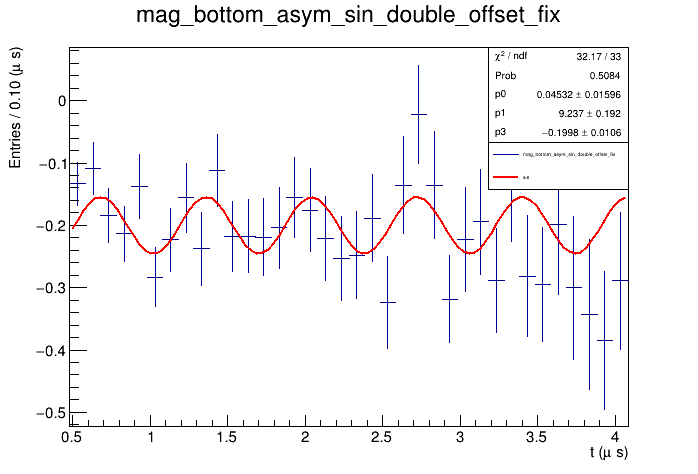 mag_bottom_asym_sin_double_offset_fix
Entries / 0.10 (μ s)
χ² / ndf 32.17 / 33
Prob 0.5084
p0 0.04532 ± 0.01596
p1 9.237 ± 0.192
p3 −0.1998 ± 0.0106
mag_bottom_asym_sin_double_offset_fix
0
−0.1
−0.2
−0.3
−0.4
−0.5
0.5 1 1.5 2 2.5 3 3.5 4
t (μ s)